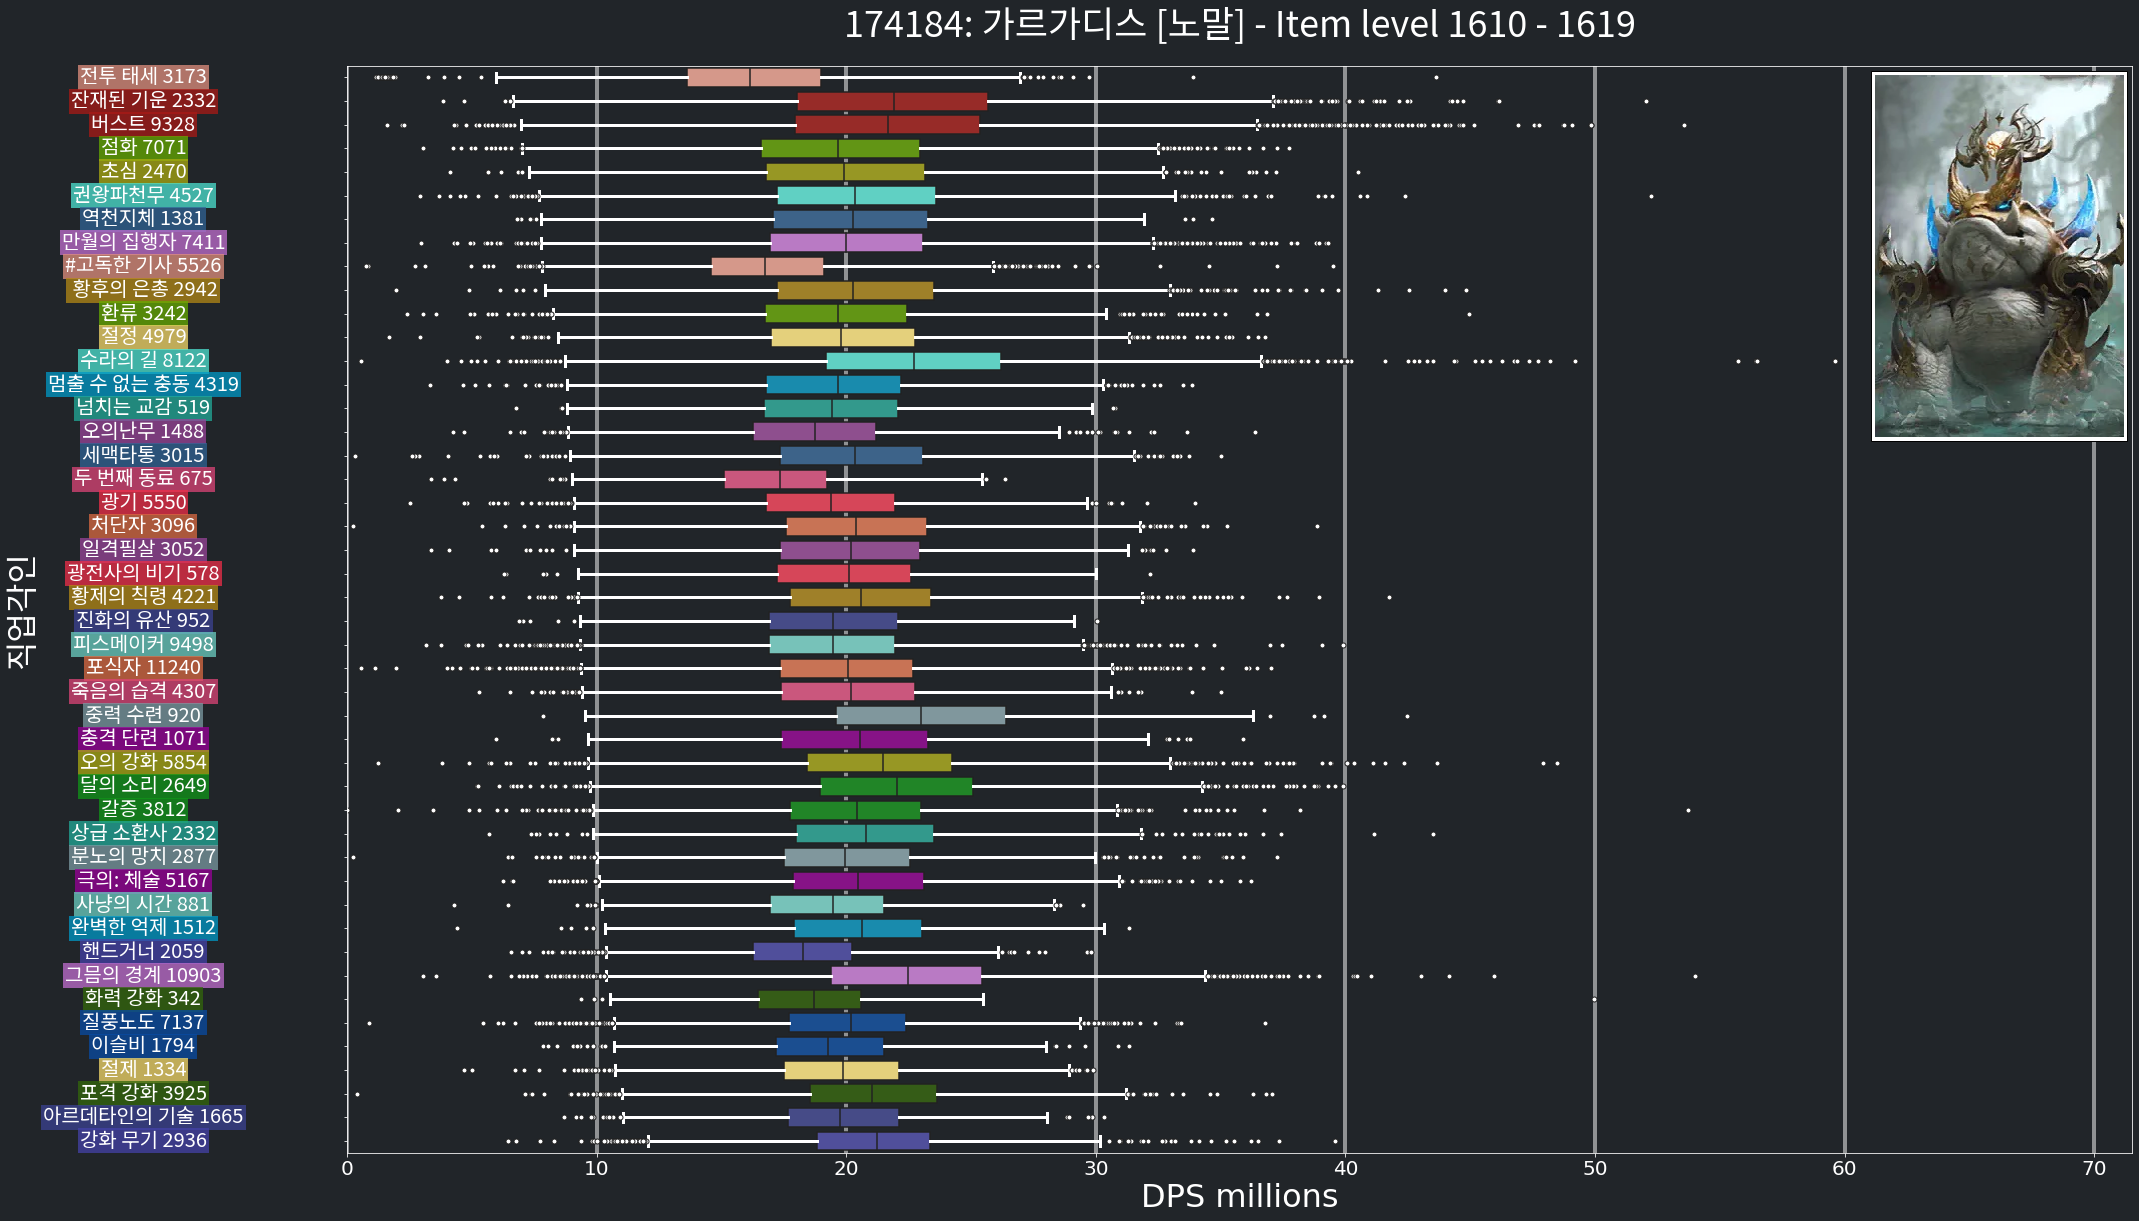 174184: 가르가디스 [노말] - Item level 1610 - 1619
직업각인
전투 태세 3173
잔재된 기운 2332
버스트 9328
점화 7071
초심 2470
권왕파천무 4527
역천지체 1381
만월의 집행자 7411
#고독한 기사 5526
황후의 은총 2942
환류 3242
절정 4979
수라의 길 8122
멈출 수 없는 충동 4319
넘치는 교감 519
오의난무 1488
세맥타통 3015
두 번째 동료 675
광기 5550
처단자 3096
일격필살 3052
광전사의 비기 578
황제의 칙령 4221
진화의 유산 952
피스메이커 9498
포식자 11240
죽음의 습격 4307
중력 수련 920
충격 단련 1071
오의 강화 5854
달의 소리 2649
갈증 3812
상급 소환사 2332
분노의 망치 2877
극의: 체술 5167
사냥의 시간 881
완벽한 억제 1512
핸드거너 2059
그믐의 경계 10903
화력 강화 342
질풍노도 7137
이슬비 1794
절제 1334
포격 강화 3925
아르데타인의 기술 1665
강화 무기 2936
0 10 20 30 40 50 60 70
DPS millions